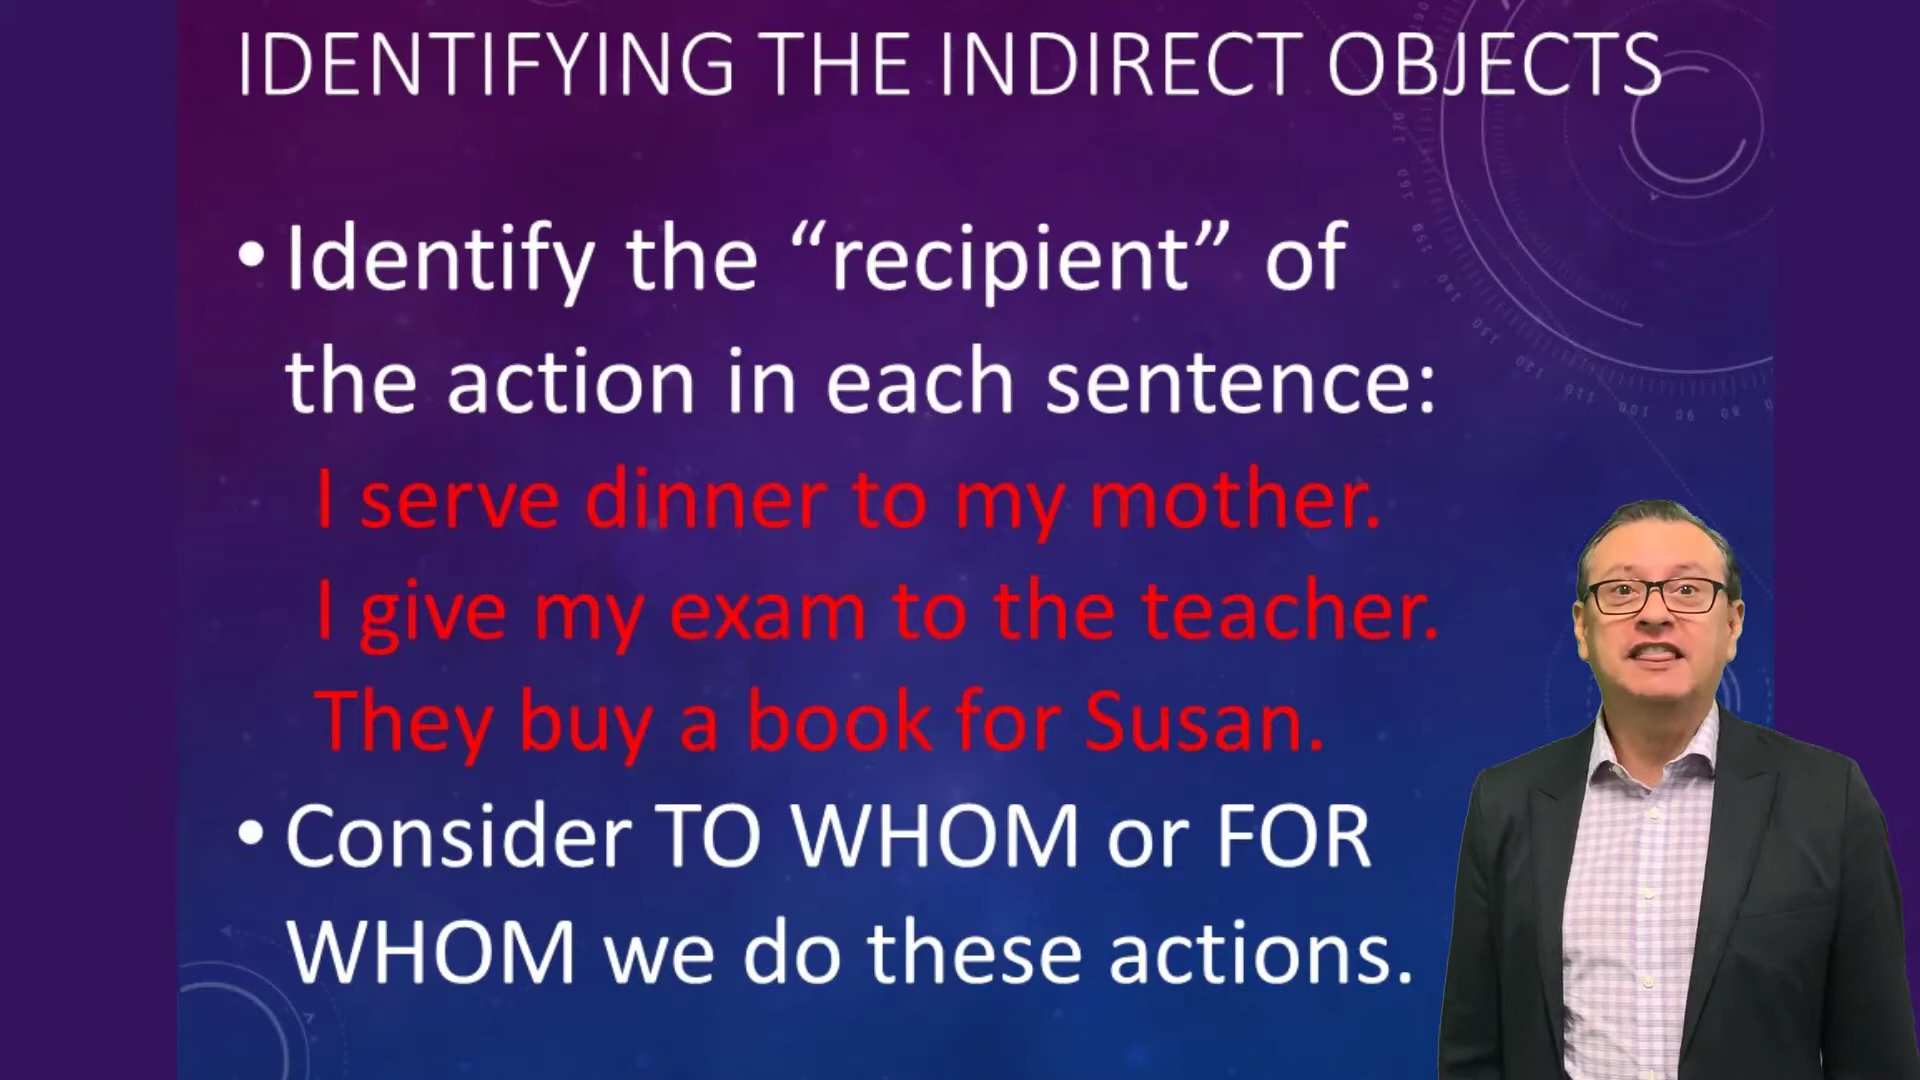 IDENTIFYING THE INDIRECT OBJECTS
• Identify the “recipient” of
the action in each sentence:
I serve dinner to my mother.
I give my exam to the teacher.
They buy a book for Susan.
• Consider TO WHOM or FOR
WHOM we do these actions.